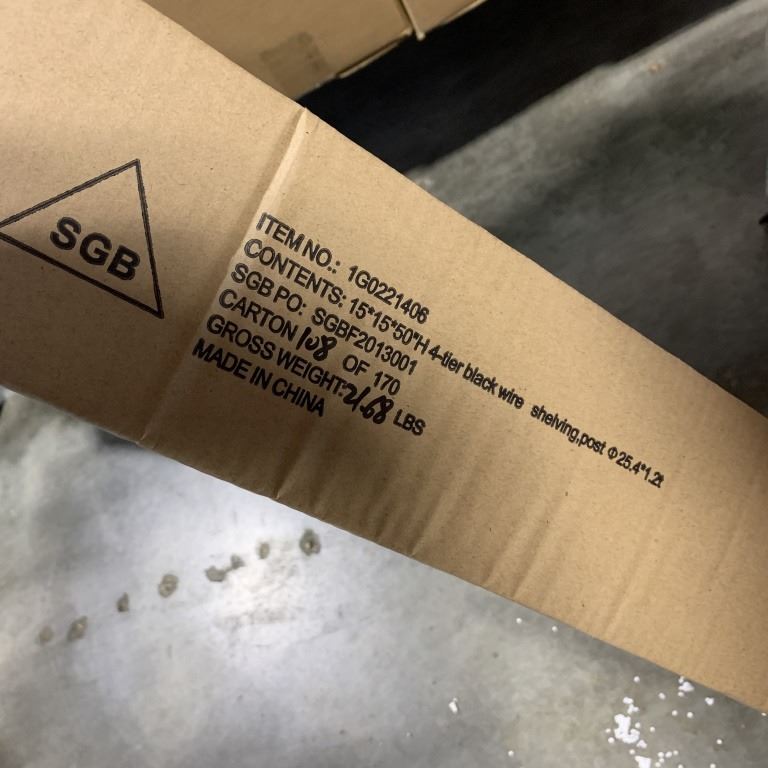 SGB
ITEM NO.: 1G0221406
CONTENTS: 15*15*50"H 4-tier black wire shelving,post Φ25.4*1.2t
SGB PO: SGBF2013001
CARTON 108 OF 170
GROSS WEIGHT: 21.68 LBS
MADE IN CHINA